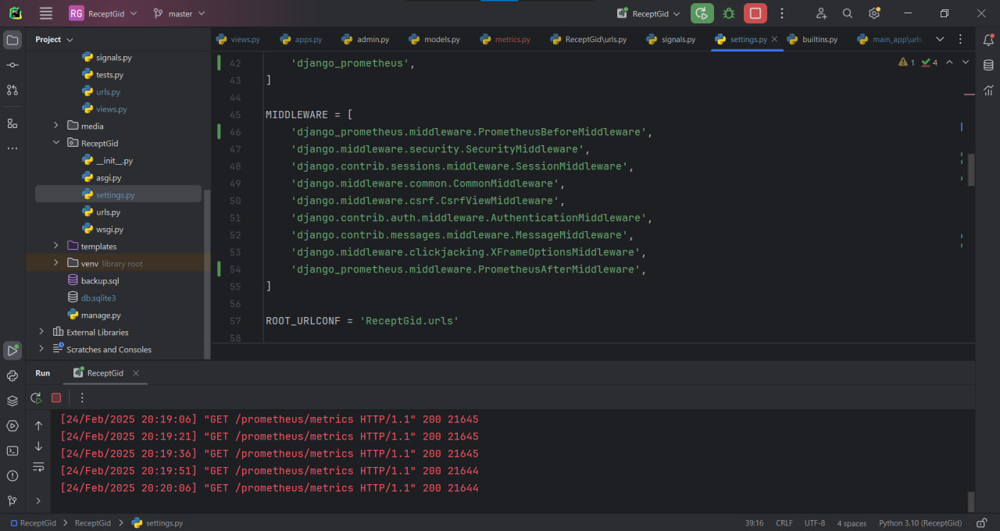 PC
RG ReceptGid master ReceptGid
Project
views.py apps.py admin.py models.py metrics.py ReceptGid\urls.py signals.py settings.py builtins.py main_app\urls
signals.py
tests.py
urls.py
views.py
media
ReceptGid
__init__.py
asgi.py
settings.py
urls.py
wsgi.py
templates
venv library root
backup.sql
db.sqlite3
manage.py
External Libraries
Scratches and Consoles
1 4
42 'django_prometheus',
43 ]
44
45 MIDDLEWARE = [
46 'django_prometheus.middleware.PrometheusBeforeMiddleware',
47 'django.middleware.security.SecurityMiddleware',
48 'django.contrib.sessions.middleware.SessionMiddleware',
49 'django.middleware.common.CommonMiddleware',
50 'django.middleware.csrf.CsrfViewMiddleware',
51 'django.contrib.auth.middleware.AuthenticationMiddleware',
52 'django.contrib.messages.middleware.MessageMiddleware',
53 'django.middleware.clickjacking.XFrameOptionsMiddleware',
54 'django_prometheus.middleware.PrometheusAfterMiddleware',
55 ]
56
57 ROOT_URLCONF = 'ReceptGid.urls'
58
Run ReceptGid
[24/Feb/2025 20:19:06] "GET /prometheus/metrics HTTP/1.1" 200 21645
[24/Feb/2025 20:19:21] "GET /prometheus/metrics HTTP/1.1" 200 21645
[24/Feb/2025 20:19:36] "GET /prometheus/metrics HTTP/1.1" 200 21645
[24/Feb/2025 20:19:51] "GET /prometheus/metrics HTTP/1.1" 200 21644
[24/Feb/2025 20:20:06] "GET /prometheus/metrics HTTP/1.1" 200 21644
ReceptGid ReceptGid settings.py 39:16 CRLF UTF-8 4 spaces Python 3.10 (ReceptGid)